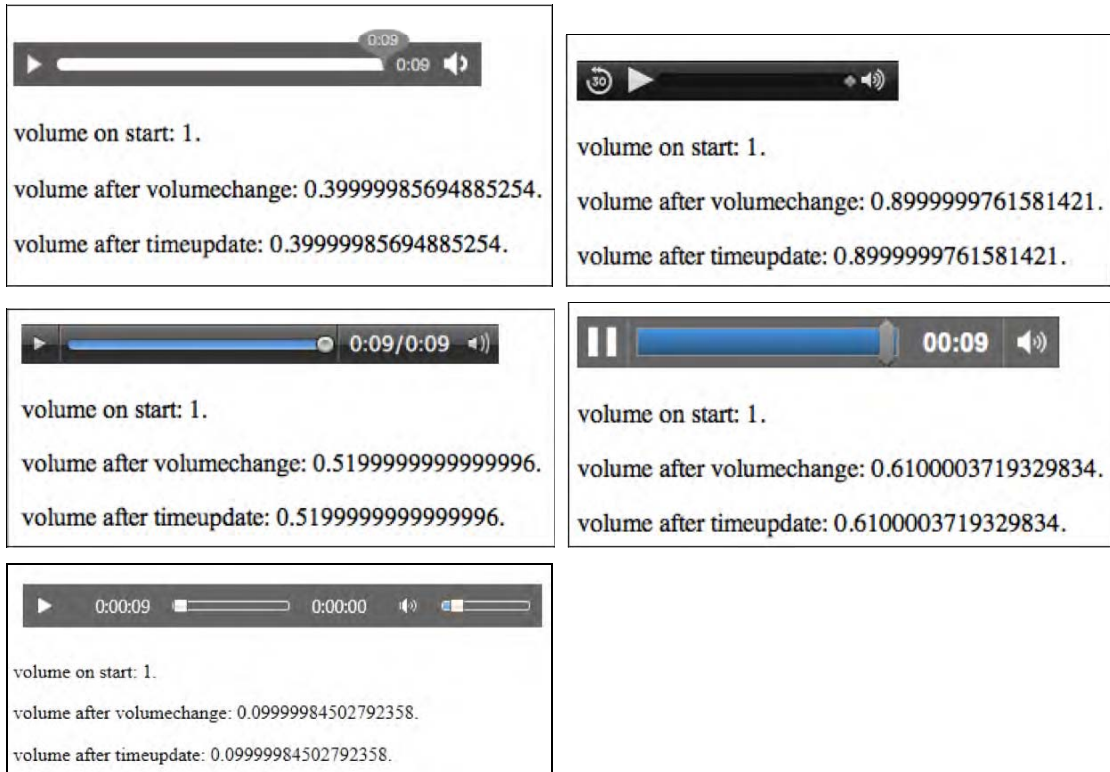 0:09
0:09
volume on start: 1.
volume after volumechange: 0.39999985694885254.
volume after timeupdate: 0.39999985694885254.
30
volume on start: 1.
volume after volumechange: 0.8999999761581421.
volume after timeupdate: 0.8999999761581421.
0:09/0:09
volume on start: 1.
volume after volumechange: 0.5199999999999996.
volume after timeupdate: 0.5199999999999996.
00:09
volume on start: 1.
volume after volumechange: 0.6100003719329834.
volume after timeupdate: 0.6100003719329834.
0:00:09 0:00:00
volume on start: 1.
volume after volumechange: 0.09999984502792358.
volume after timeupdate: 0.09999984502792358.